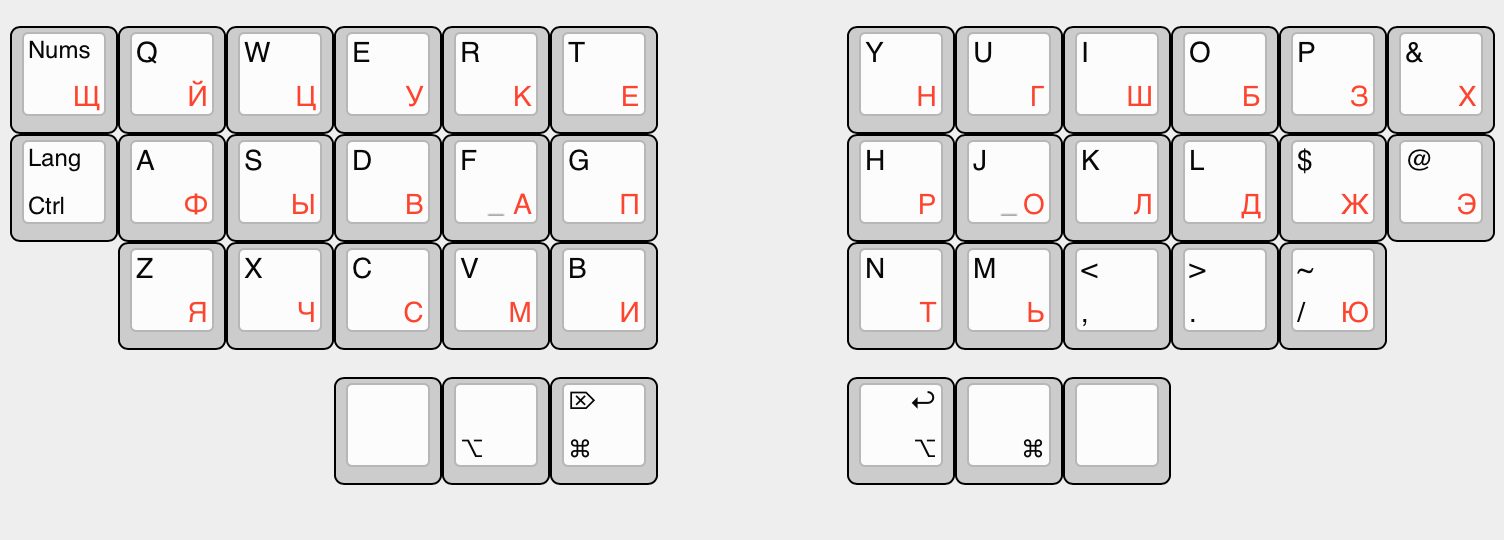 Nums Q W E R T Y U I O P &
Щ Й Ц У К Е Н Г Ш Б З Х
Lang A S D F G H J K L $ @
Ctrl Ф Ы В _ А П Р _ О Л Д Ж Э
Z X C V B N M < > ~
Я Ч С М И Т Ь , . / Ю
⌦ ↩
⌥ ⌘ ⌥ ⌘